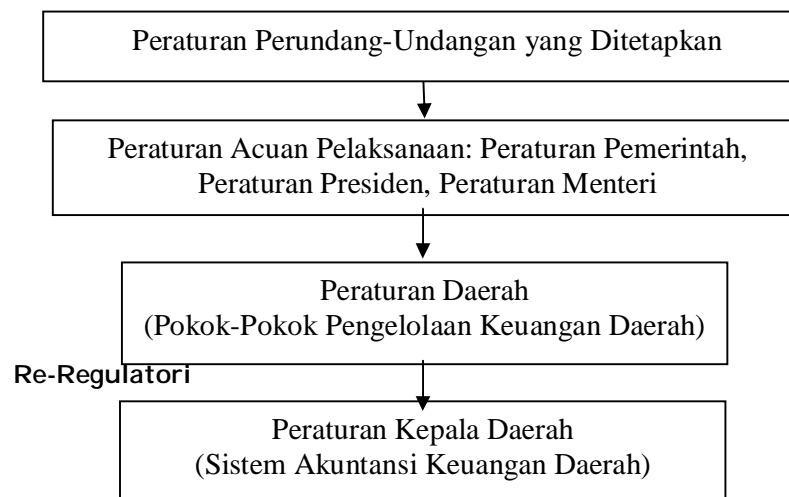 Peraturan Perundang-Undangan yang Ditetapkan
Peraturan Acuan Pelaksanaan: Peraturan Pemerintah,
Peraturan Presiden, Peraturan Menteri
Peraturan Daerah
(Pokok-Pokok Pengelolaan Keuangan Daerah)
Re-Regulatori
Peraturan Kepala Daerah
(Sistem Akuntansi Keuangan Daerah)